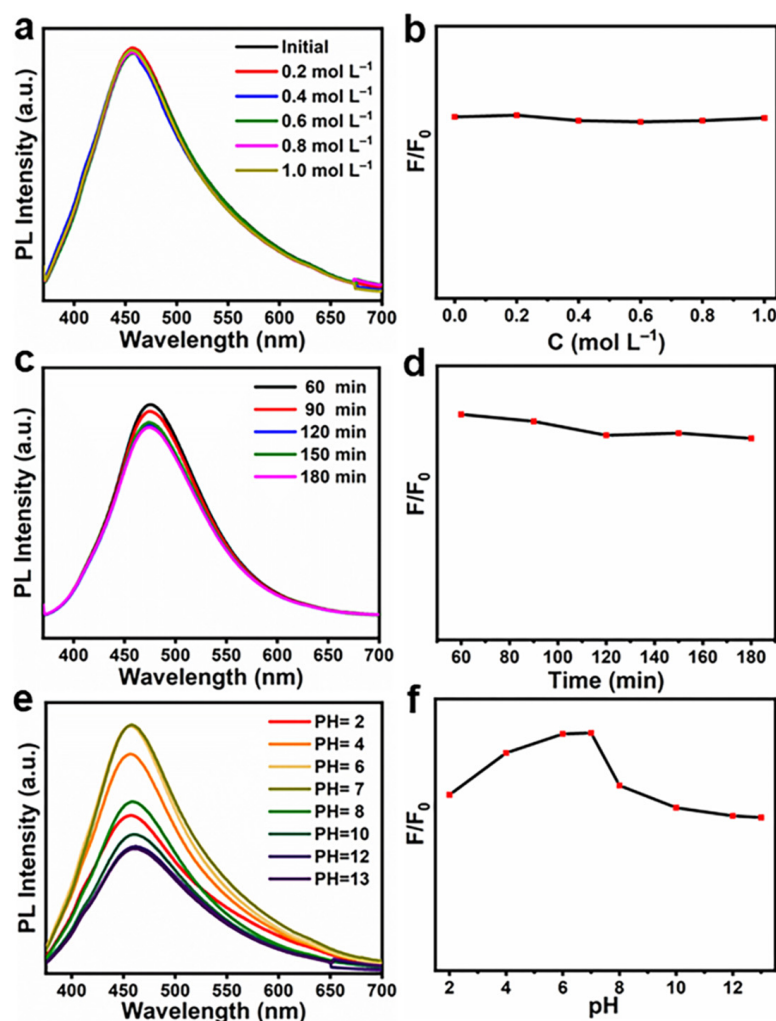 a
PL Intensity (a.u.)
Initial
0.2 mol L⁻¹
0.4 mol L⁻¹
0.6 mol L⁻¹
0.8 mol L⁻¹
1.0 mol L⁻¹
400 450 500 550 600 650 700
Wavelength (nm)
b
F/F₀
0.0 0.2 0.4 0.6 0.8 1.0
C (mol L⁻¹)
c
PL Intensity (a.u.)
60 min
90 min
120 min
150 min
180 min
400 450 500 550 600 650 700
Wavelength (nm)
d
F/F₀
60 80 100 120 140 160 180
Time (min)
e
PL Intensity (a.u.)
PH= 2
PH= 4
PH= 6
PH= 7
PH= 8
PH=10
PH=12
PH=13
400 450 500 550 600 650 700
Wavelength (nm)
f
F/F₀
2 4 6 8 10 12
pH